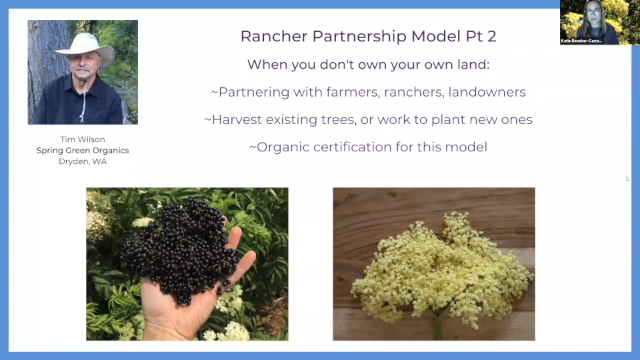 Rancher Partnership Model Pt 2
When you don't own your own land:
~Partnering with farmers, ranchers, landowners
~Harvest existing trees, or work to plant new ones
~Organic certification for this model
Tim Wilson
Spring Green Organics
Dryden, WA